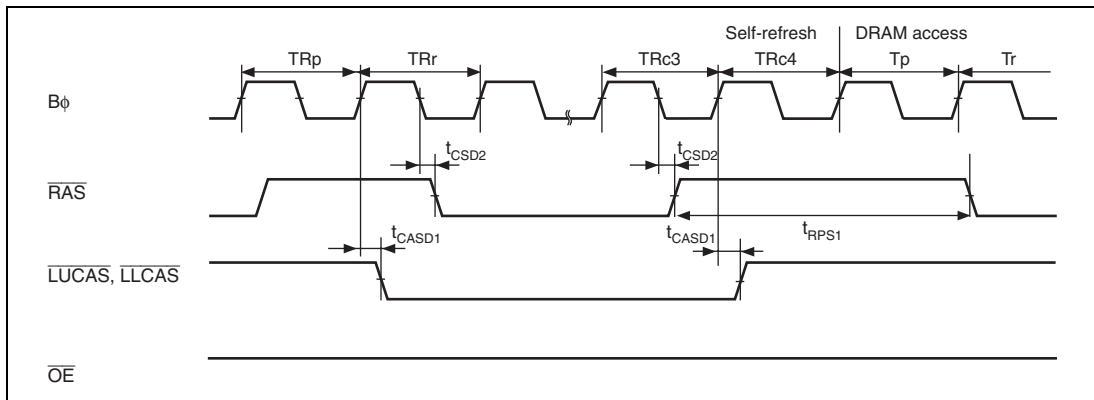 Self-refresh DRAM access
TRp TRr TRc3 TRc4 Tp Tr
Bϕ
tCSD2 tCSD2
RAS
tCASD1 tCASD1 tRPS1
LUCAS, LLCAS
OE